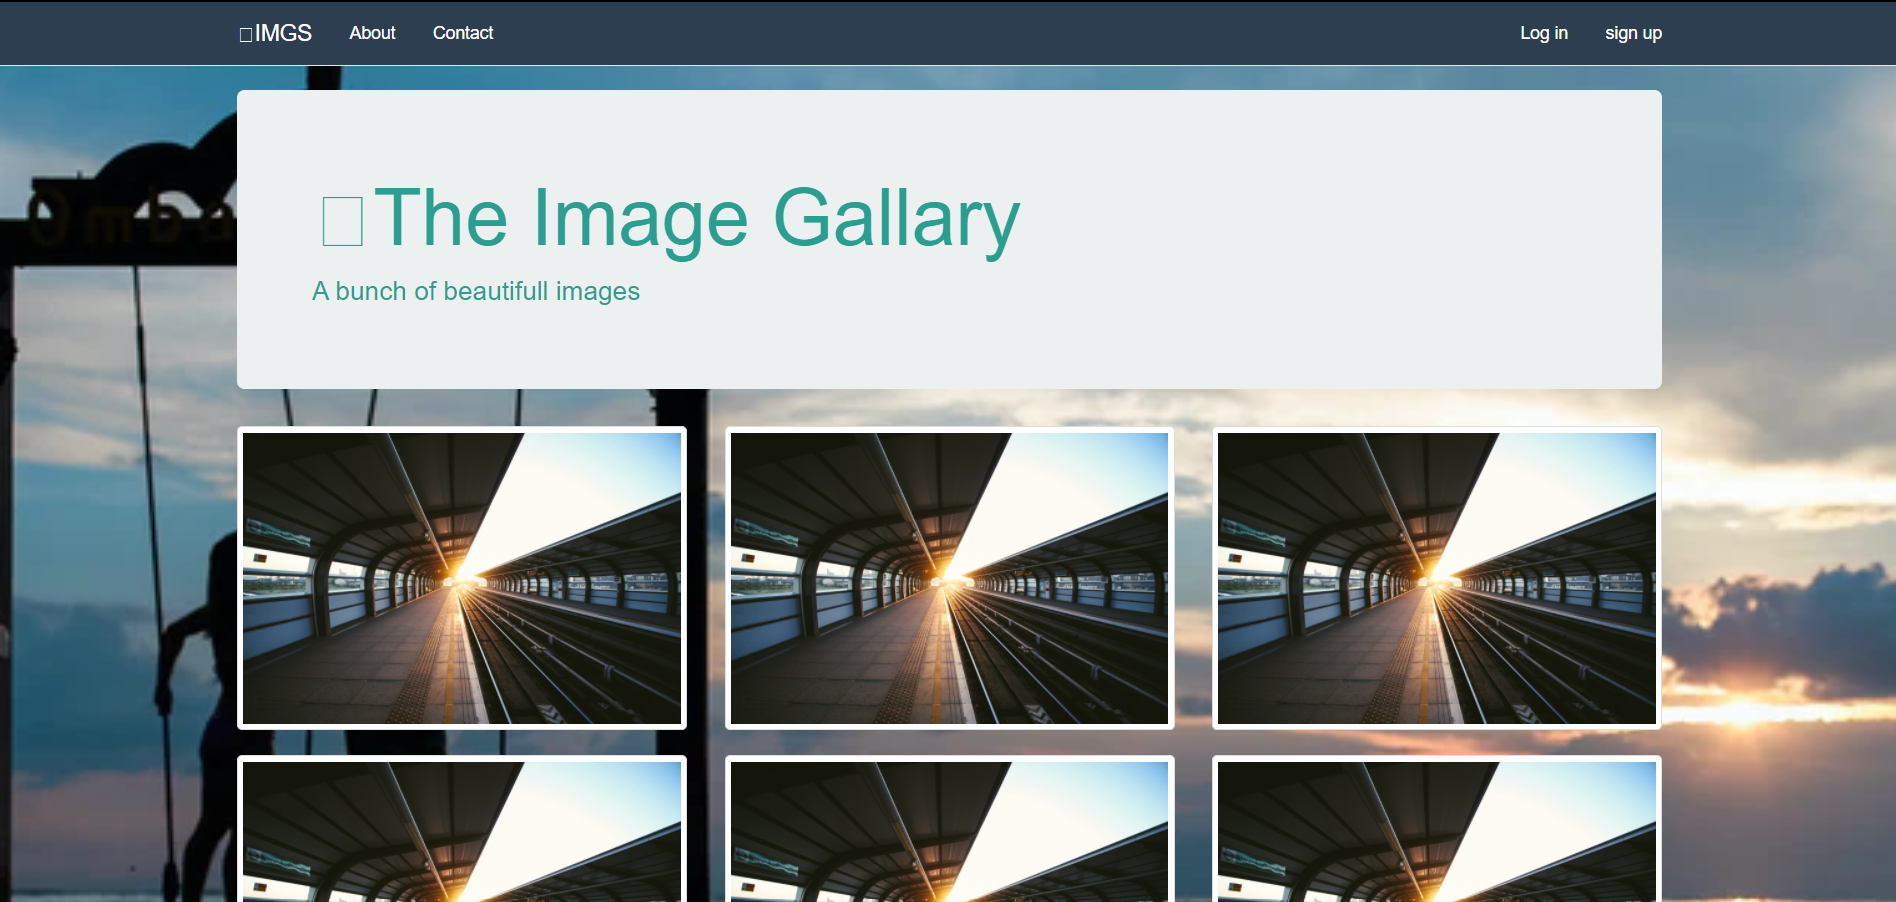 IMGS About Contact Log in sign up
The Image Gallary
A bunch of beautifull images